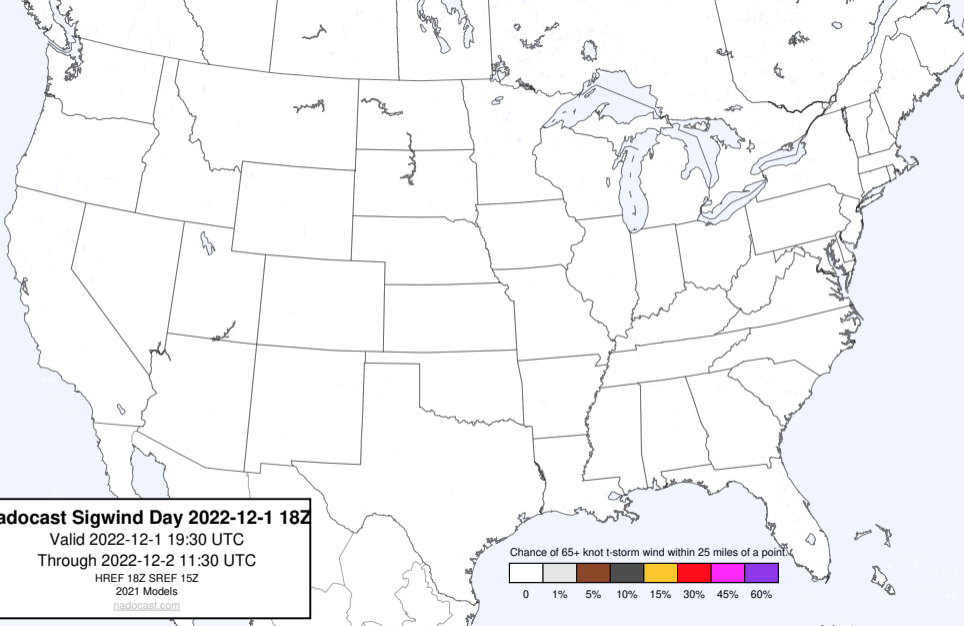 adocast Sigwind Day 2022-12-1 18Z
Valid 2022-12-1 19:30 UTC
Through 2022-12-2 11:30 UTC
HREF 18Z SREF 15Z
2021 Models
nadocast.com
Chance of 65+ knot t-storm wind within 25 miles of a point.
0 1% 5% 10% 15% 30% 45% 60%